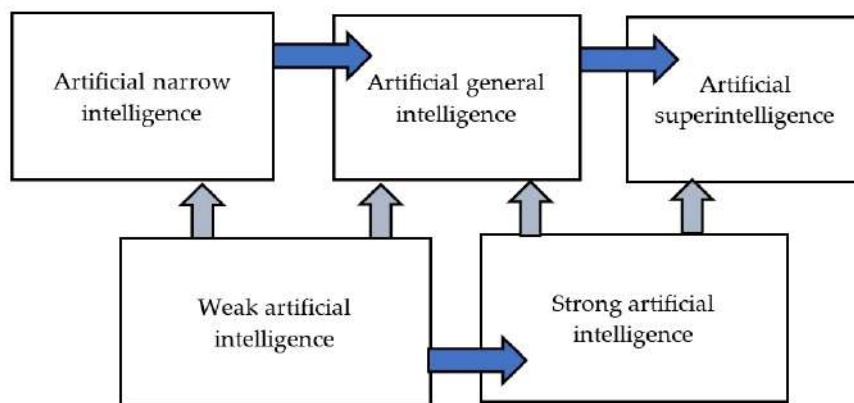 Artificial narrow
intelligence
Artificial general
intelligence
Artificial
superintelligence
Weak artificial
intelligence
Strong artificial
intelligence